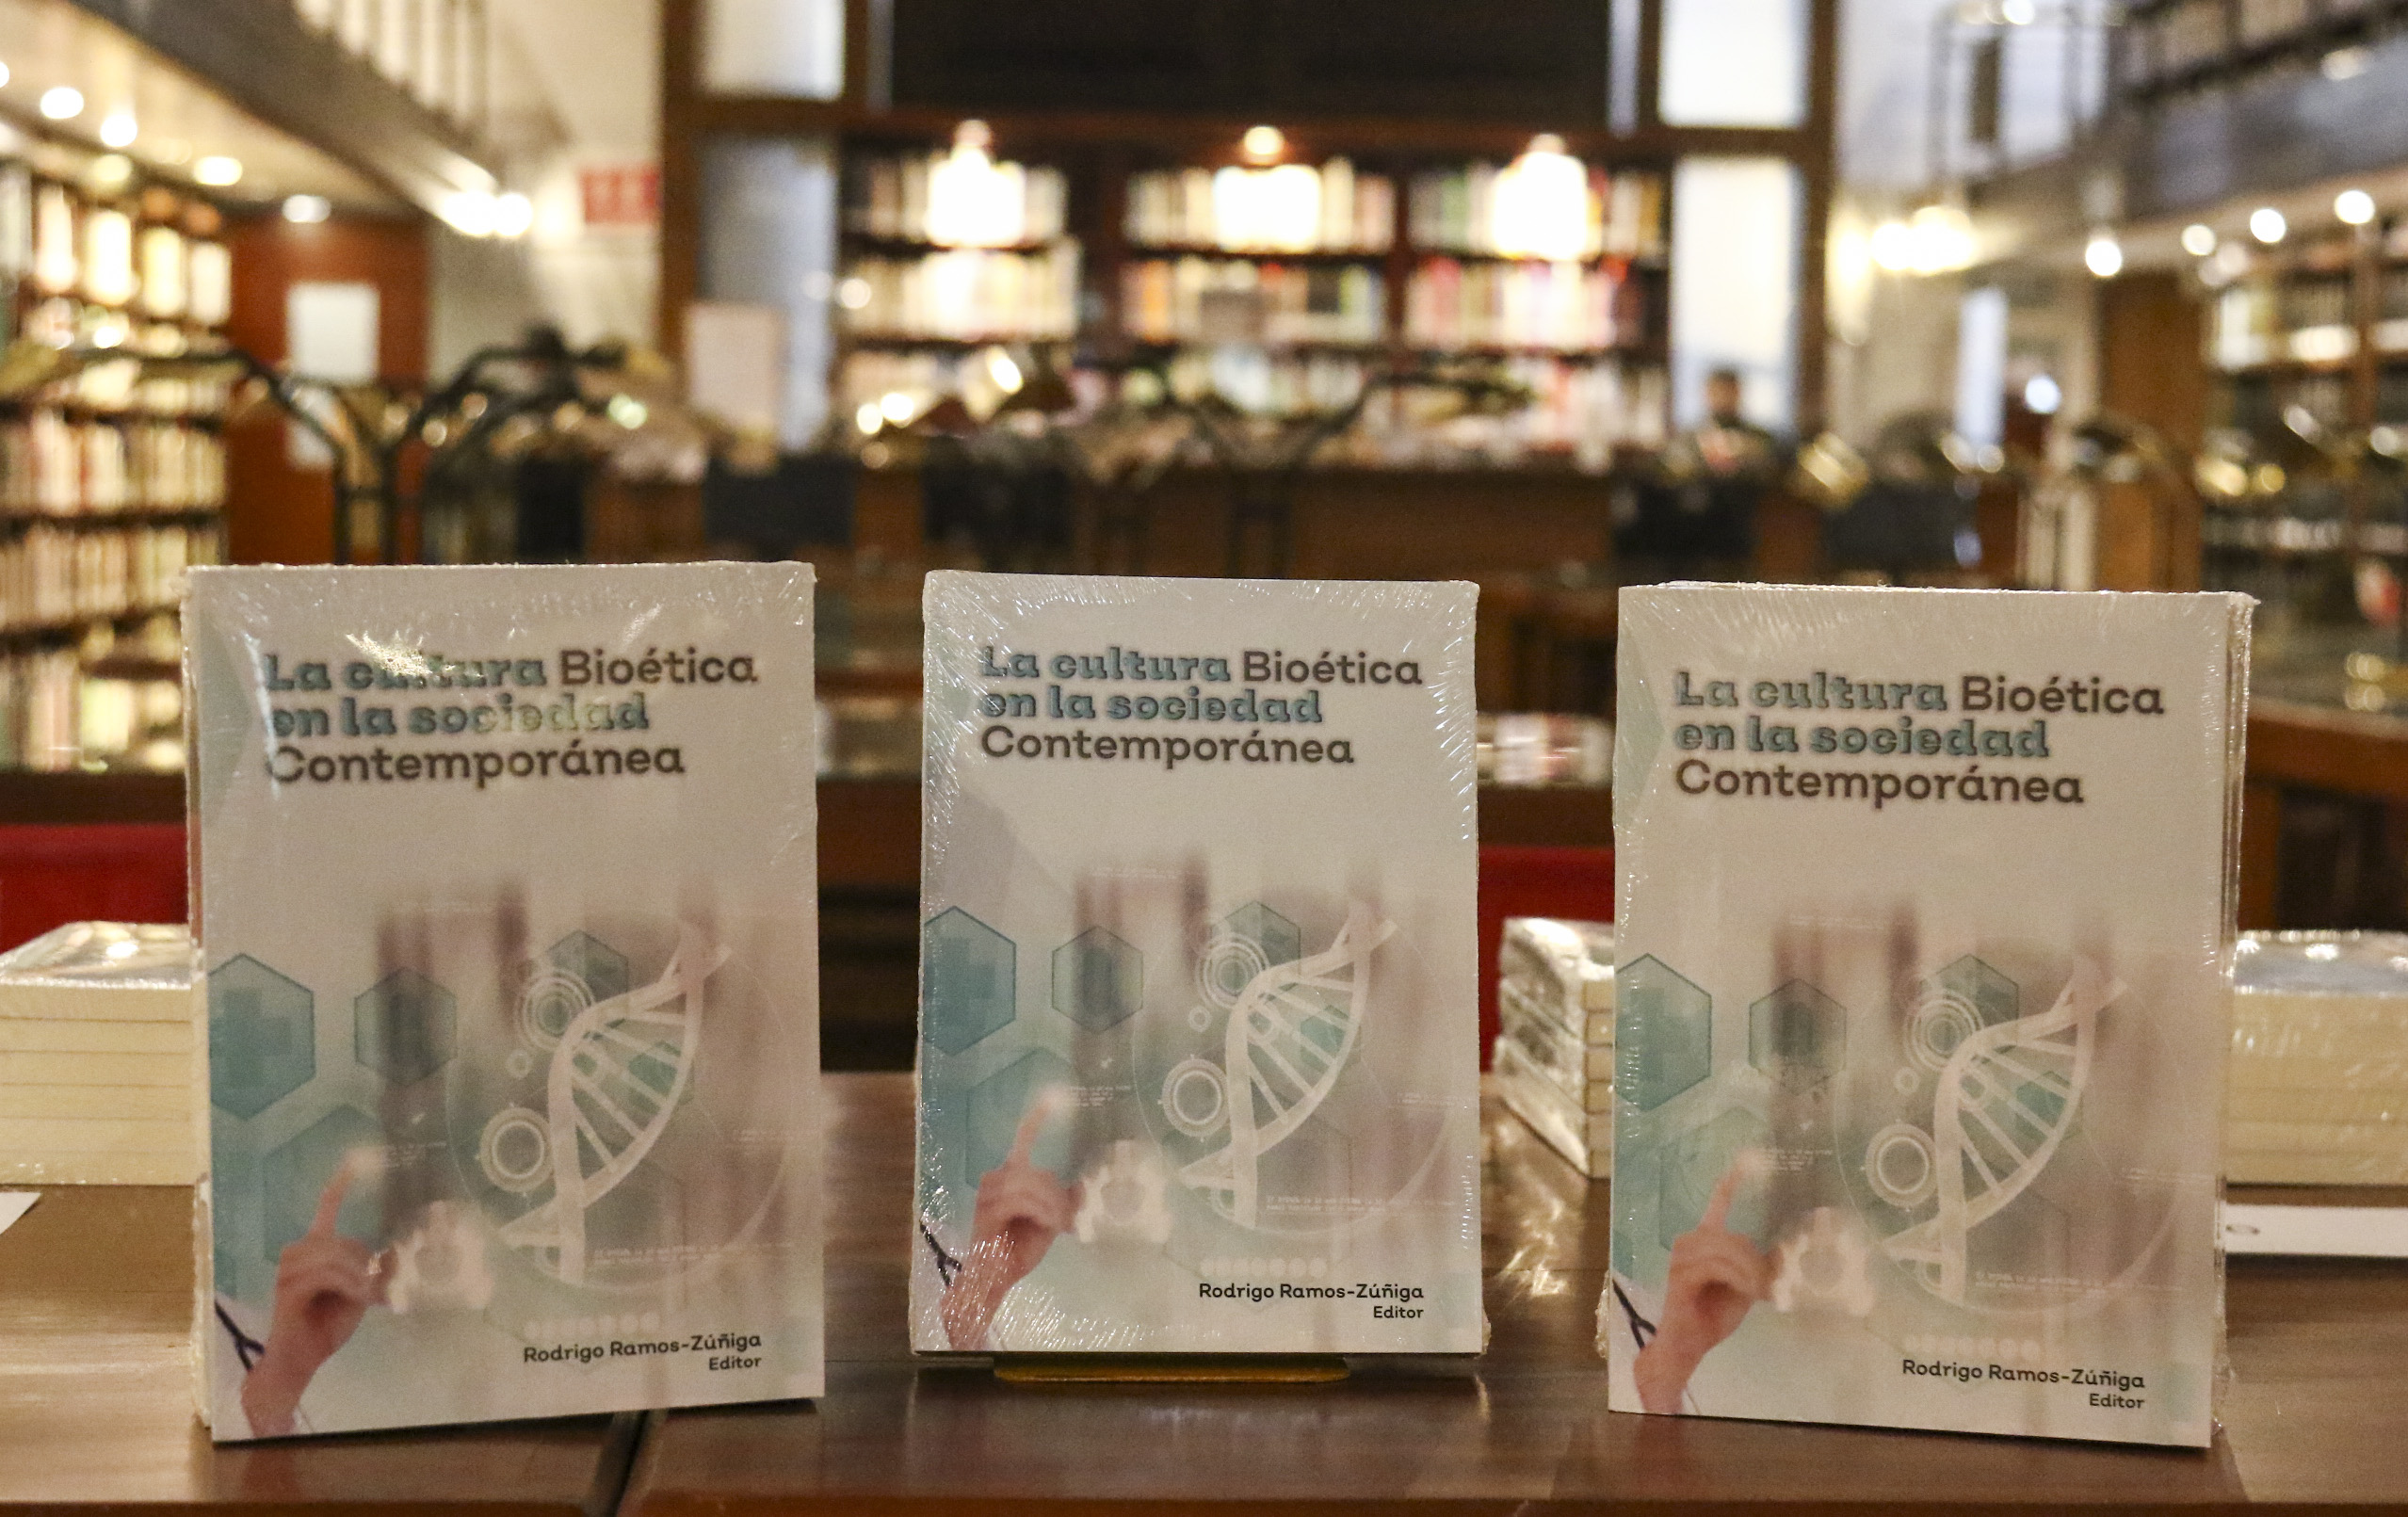 La cultura Bioética
en la sociedad
Contemporánea
Rodrigo Ramos-Zúñiga
Editor
La cultura Bioética
en la sociedad
Contemporánea
Rodrigo Ramos-Zúñiga
Editor
La cultura Bioética
en la sociedad
Contemporánea
Rodrigo Ramos-Zúñiga
Editor